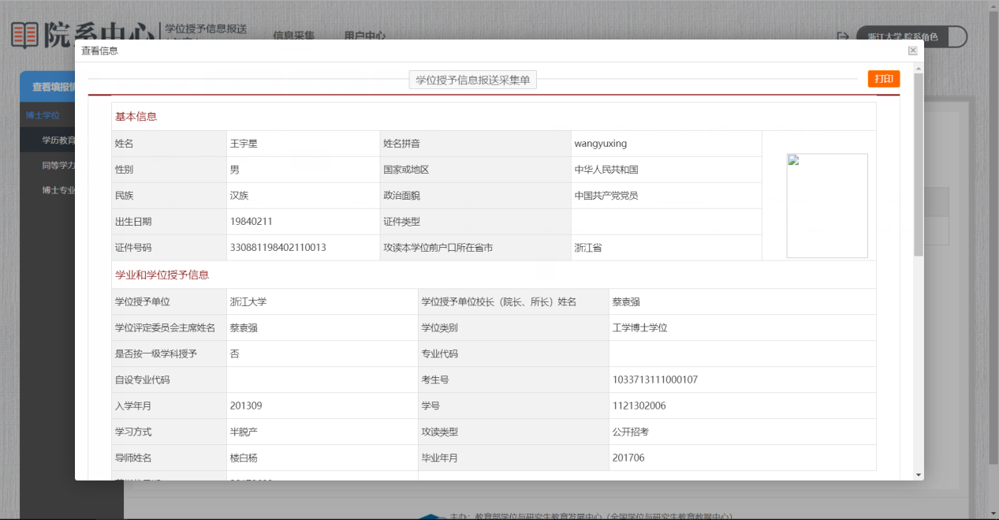 院系中心 学位授予信息报送
信息采集 用户中心 浙江大学-院系角色
查看信息
查看填报情
博士学位
学历教育
同等学力
博士专业
学位授予信息报送采集单 打印
基本信息
姓名 王宇星 姓名拼音 wangyuxing
性别 男 国家或地区 中华人民共和国
民族 汉族 政治面貌 中国共产党党员
出生日期 19840211 证件类型
证件号码 330881198402110013 攻读本学位前户口所在省市 浙江省
学业和学位授予信息
学位授予单位 浙江大学 学位授予单位校长（院长、所长）姓名 蔡袁强
学位评定委员会主席姓名 蔡袁强 学位类别 工学博士学位
是否按一级学科授予 否 专业代码
自设专业代码 考生号 1033713111000107
入学年月 201309 学号 1121302006
学习方式 半脱产 攻读类型 公开招考
导师姓名 楼白杨 毕业年月 201706
主办：教育部学位与研究生教育发展中心（全国学位与研究生教育数据中心）